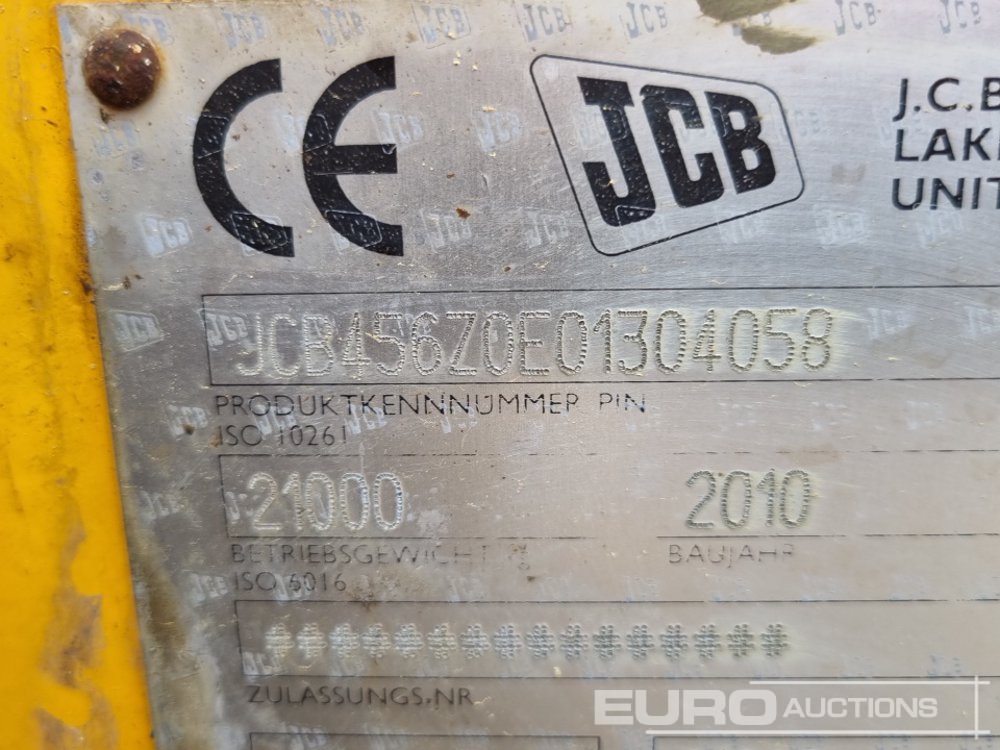 CE
JCB
J.C.B
LAKE
UNIT
JCB456Z0E01304058
PRODUKTKENNNUMMER PIN
ISO 10261
21000
2010
BETRIEBSGEWICHT
BAUJAHR
ISO 6016
***************
ZULASSUNGS.NR
EURO AUCTIONS